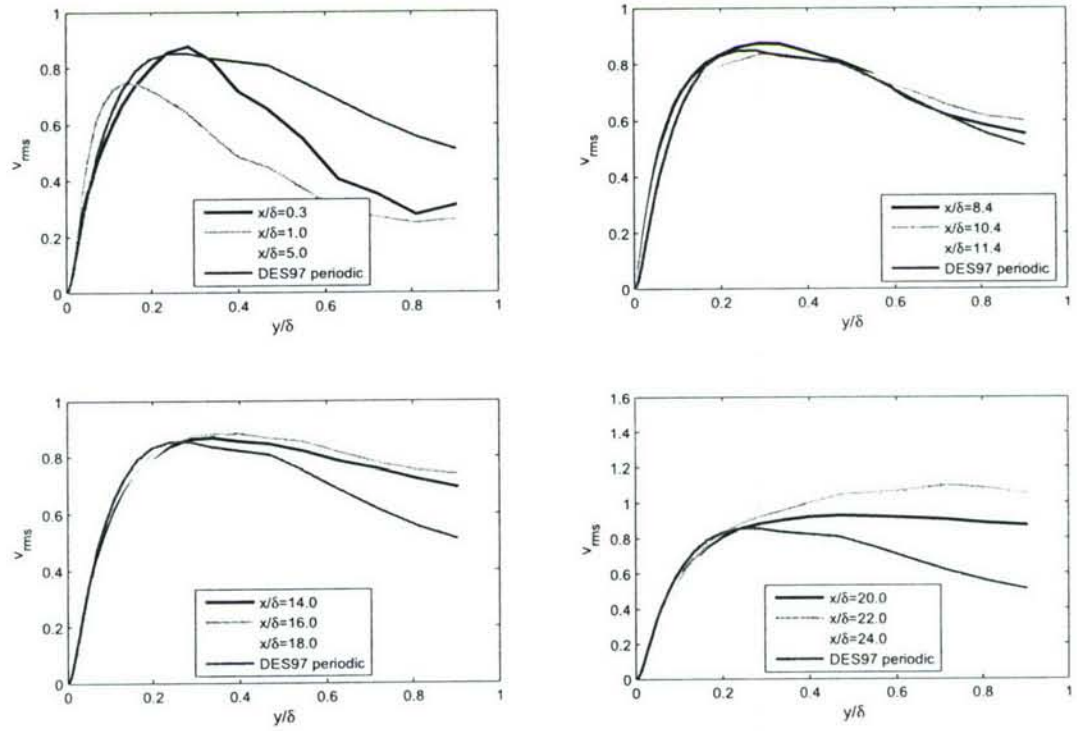 1
0.8
0.6
0.4
0.2
0
v_rms
x/δ=0.3
x/δ=1.0
x/δ=5.0
DES97 periodic
0 0.2 0.4 0.6 0.8 1
y/δ
1
0.8
0.6
0.4
0.2
0
v_rms
x/δ=8.4
x/δ=10.4
x/δ=11.4
DES97 periodic
0 0.2 0.4 0.6 0.8 1
y/δ
1
0.8
0.6
0.4
0.2
0
v_rms
x/δ=14.0
x/δ=16.0
x/δ=18.0
DES97 periodic
0 0.2 0.4 0.6 0.8 1
y/δ
1.6
1.4
1.2
1
0.8
0.6
0.4
0.2
0
v_rms
x/δ=20.0
x/δ=22.0
x/δ=24.0
DES97 periodic
0 0.2 0.4 0.6 0.8 1
y/δ